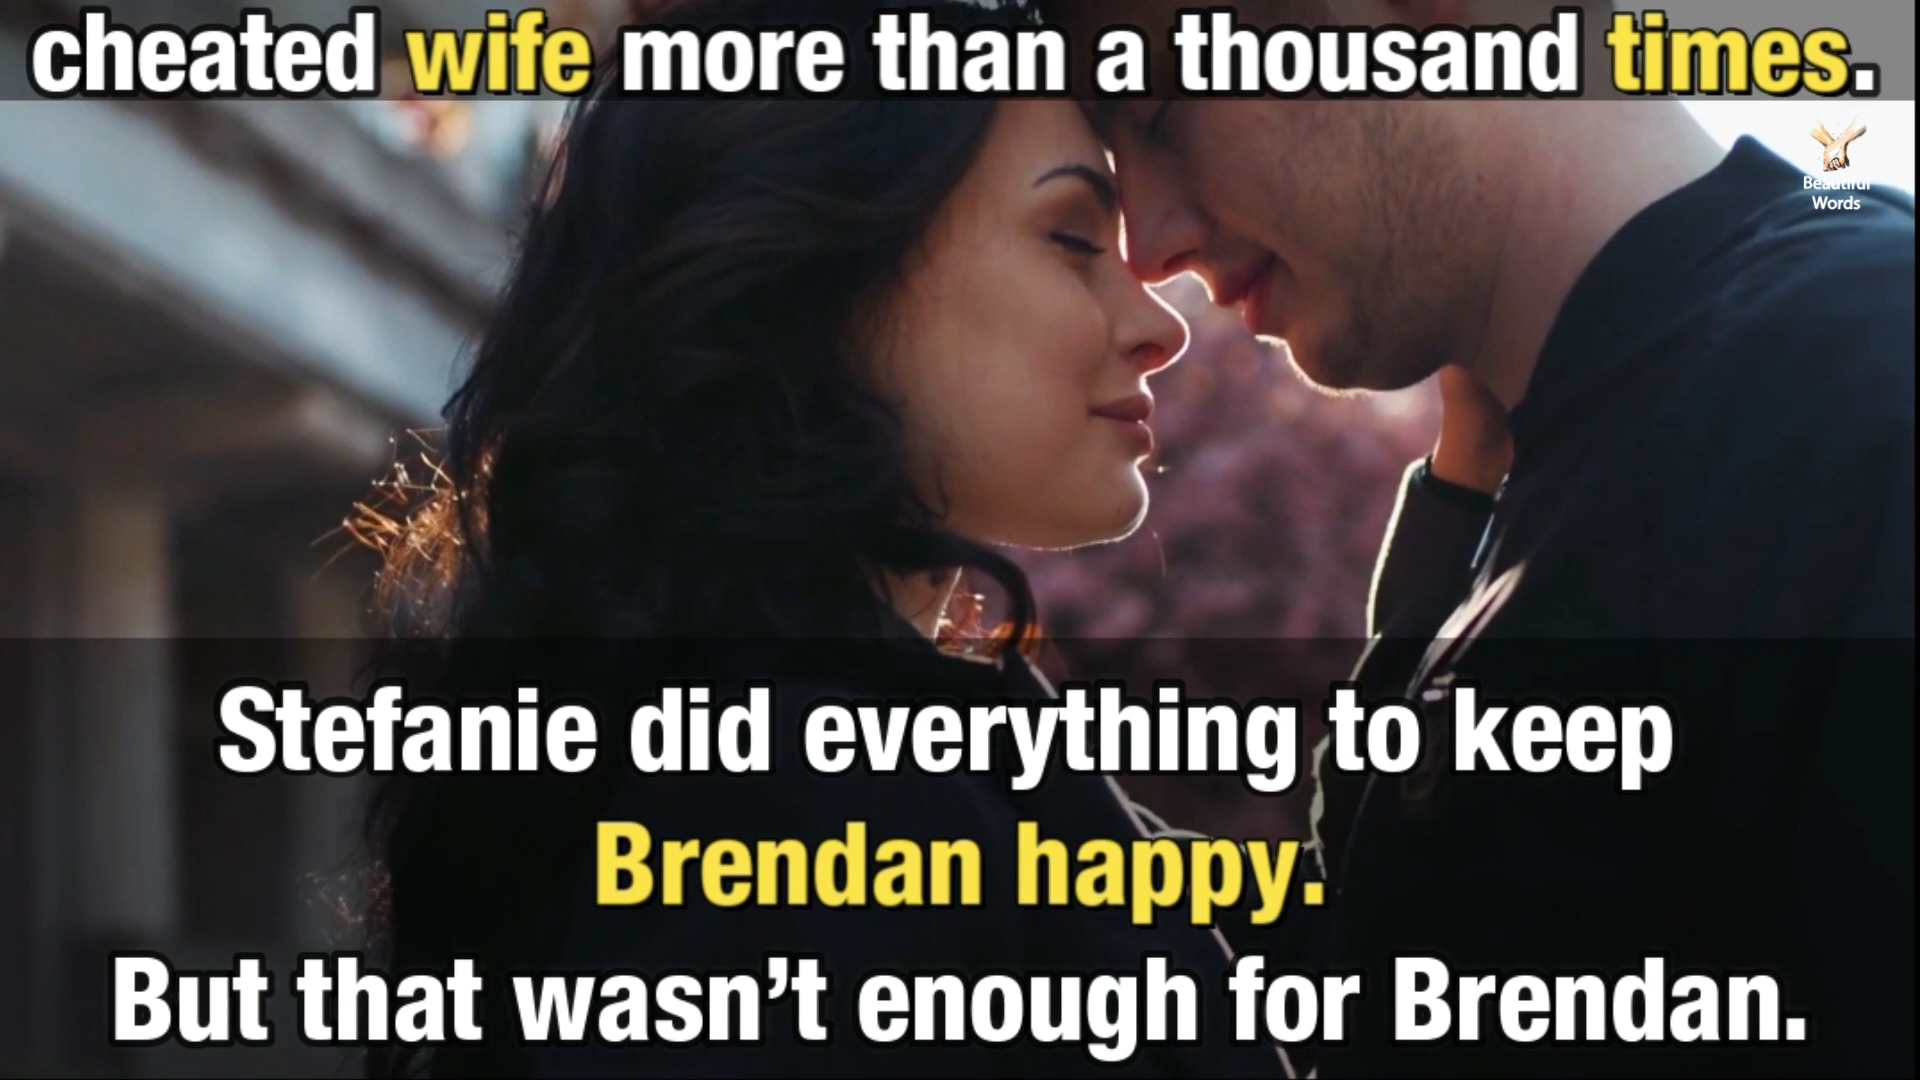 cheated wife more than a thousand times.
Beautiful
Words
Stefanie did everything to keep
Brendan happy.
But that wasn’t enough for Brendan.